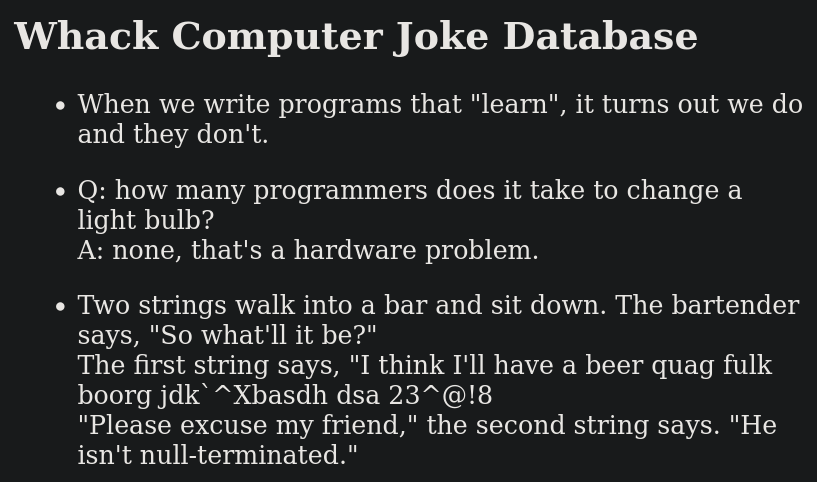 Whack Computer Joke Database
• When we write programs that "learn", it turns out we do
and they don't.
• Q: how many programmers does it take to change a
light bulb?
A: none, that's a hardware problem.
• Two strings walk into a bar and sit down. The bartender
says, "So what'll it be?"
The first string says, "I think I'll have a beer quag fulk
boorg jdk`^Xbasdh dsa 23^@!8
"Please excuse my friend," the second string says. "He
isn't null-terminated."